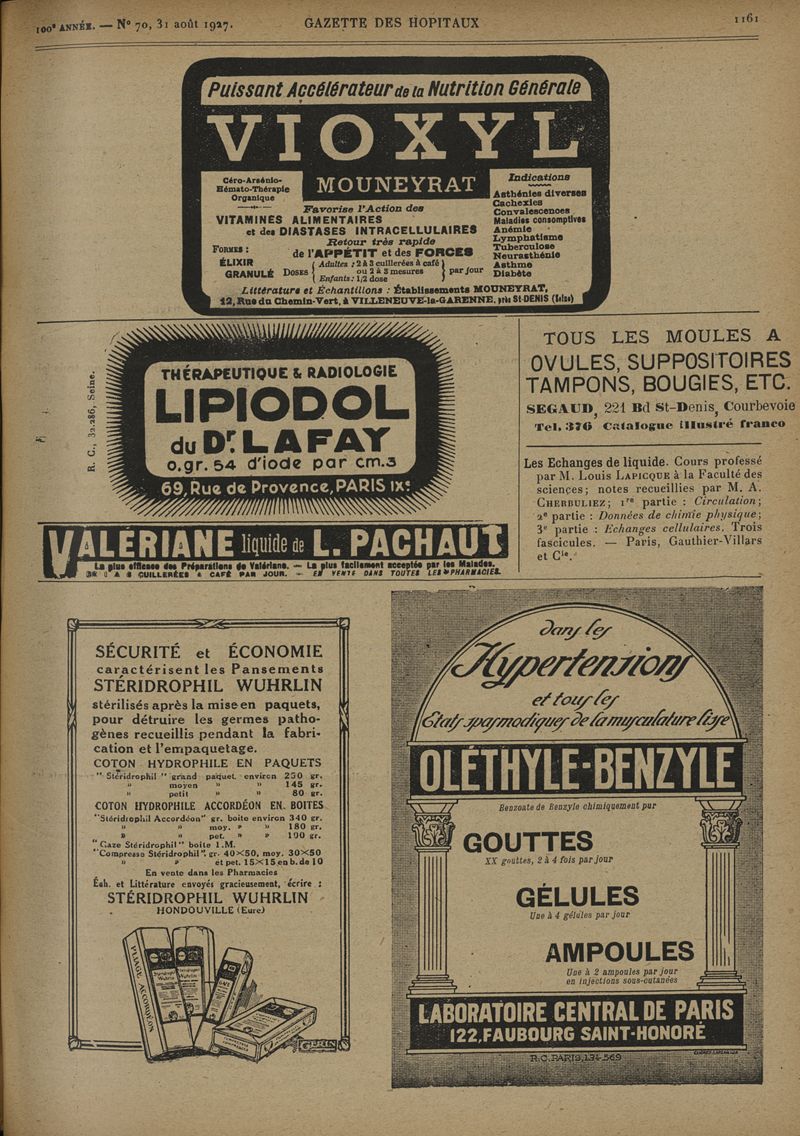 100e ANNÉE. — No 70, 31 août 1927.
GAZETTE DES HOPITAUX
1161
Puissant Accélérateur de la Nutrition Générale
VIOXYL
MOUNEYRAT
Céro-Arsénio-
Hémato-Thérapie
Organique
Favorise l'Action des
VITAMINES ALIMENTAIRES
et des DIASTASES INTRACELLULAIRES
Retour très rapide
de l'APPÉTIT et des FORCES
FORMES :
ÉLIXIR
GRANULÉ
DOSES
Adultes : 2 à 3 cuillerées à café
ou 2 à 3 mesures
Enfants : 1/2 dose
par jour
Indications
Asthénies diverses
Cachexies
Convalescences
Maladies consomptives
Anémie
Lymphatisme
Tuberculose
Neurasthénie
Asthme
Diabète
Littérature et Échantillons : Établissements MOUNEYRAT,
12, Rue du Chemin-Vert, à VILLENEUVE-la-GARENNE, près St-DENIS (Seine)
R. C., 32.286, Seine.
THÉRAPEUTIQUE & RADIOLOGIE
LIPIODOL
du Dr. LAFAY
0.gr. 54 d'iode par cm.3
69, Rue de Provence, PARIS IXe
TOUS LES MOULES A
OVULES, SUPPOSITOIRES
TAMPONS, BOUGIES, ETC.
SEGAUD, 221 Bd St-Denis, Courbevoie
Tel. 376 Catalogue illustré franco
Les Echanges de liquide. Cours professé
par M. Louis LAPICQUE à la Faculté des
sciences; notes recueillies par M. A.
CHERBULIEZ; 1re partie : Circulation;
2e partie : Données de chimie physique;
3e partie : Echanges cellulaires. Trois
fascicules. — Paris, Gauthier-Villars
et Cie.
VALÉRIANE liquide de L. PACHAUT
La plus efficace des Préparations de Valériane. — La plus facilement acceptée par les Malades.
2 A 3 CUILLERÉES A CAFÉ PAR JOUR. — EN VENTE DANS TOUTES LES PHARMACIES.
SÉCURITÉ et ÉCONOMIE
caractérisent les Pansements
STÉRIDROPHIL WUHRLIN
stérilisés après la mise en paquets,
pour détruire les germes patho-
gènes recueillis pendant la fabri-
cation et l'empaquetage.
COTON HYDROPHILE EN PAQUETS
"Stéridrophil" grand paquet environ 250 gr.
" moyen " " 145 gr.
" petit " " 80 gr.
COTON HYDROPHILE ACCORDÉON EN BOITES
"Stéridrophil Accordéon" gr. boite environ 340 gr.
" " moy. " " 180 gr.
" " pet. " " 100 gr.
"Gaze Stéridrophil" boite 1.M.
"Compresse Stéridrophil" gr. 40×50, moy. 30×50
" " et pet. 15×15 en b. de 10
En vente dans les Pharmacies
Éch. et Littérature envoyés gracieusement, écrire :
STÉRIDROPHIL WUHRLIN
HONDOUVILLE (Eure)
PLIAGE ACCORDÉON
GERIN
dans les
Hypertensions
et tous les
États spasmodiques de la musculature lisse
OLÉTHYLE-BENZYLE
Benzoate de Benzyle chimiquement pur
GOUTTES
XX gouttes, 2 à 4 fois par jour
GÉLULES
Une à 4 gélules par jour
AMPOULES
Une à 2 ampoules par jour
en injections sous-cutanées
LABORATOIRE CENTRAL DE PARIS
122, FAUBOURG SAINT-HONORÉ
R.C. PARIS, 134.569